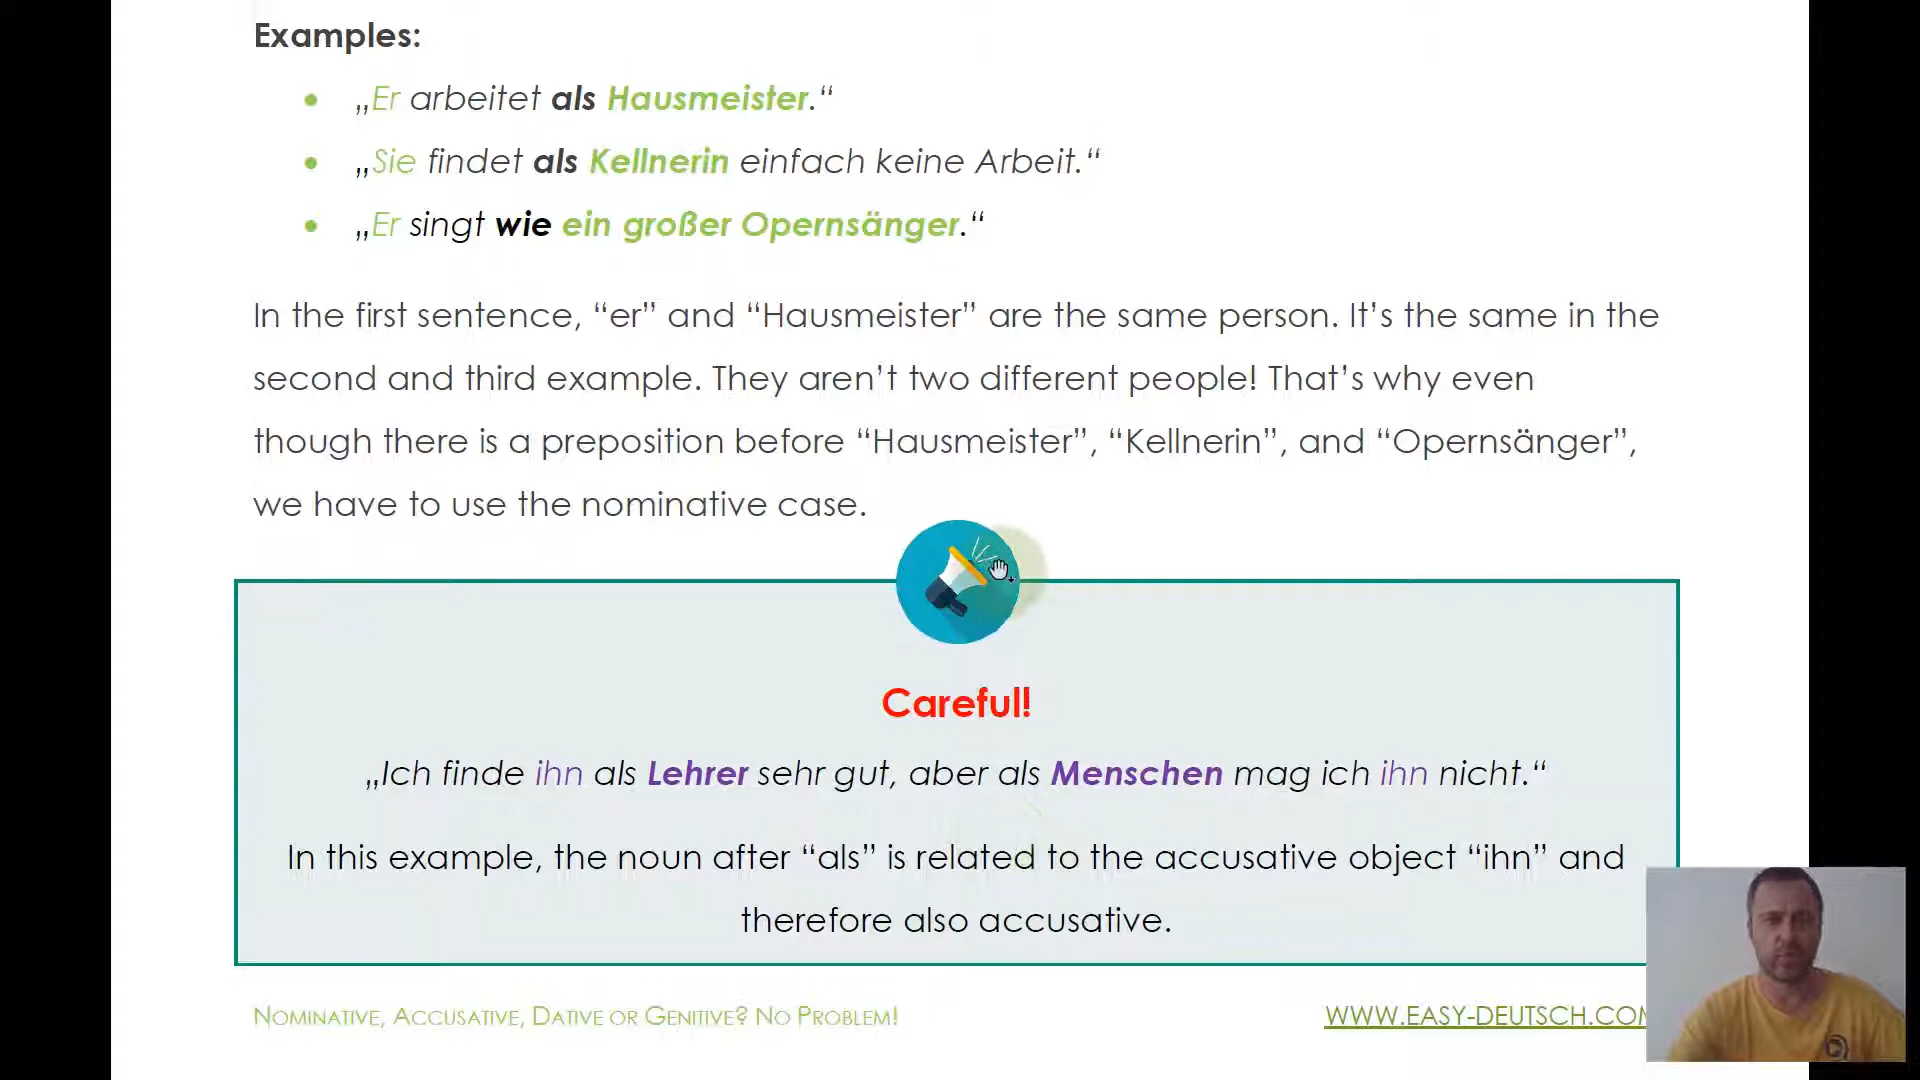 Examples:
„Er arbeitet als Hausmeister.“
„Sie findet als Kellnerin einfach keine Arbeit.“
„Er singt wie ein großer Opernsänger.“
In the first sentence, “er” and “Hausmeister” are the same person. It’s the same in the
second and third example. They aren’t two different people! That’s why even
though there is a preposition before “Hausmeister”, “Kellnerin”, and “Opernsänger”,
we have to use the nominative case.
Careful!
„Ich finde ihn als Lehrer sehr gut, aber als Menschen mag ich ihn nicht.“
In this example, the noun after “als” is related to the accusative object “ihn” and
therefore also accusative.
Nominative, Accusative, Dative or Genitive? No Problem!
WWW.EASY-DEUTSCH.COM